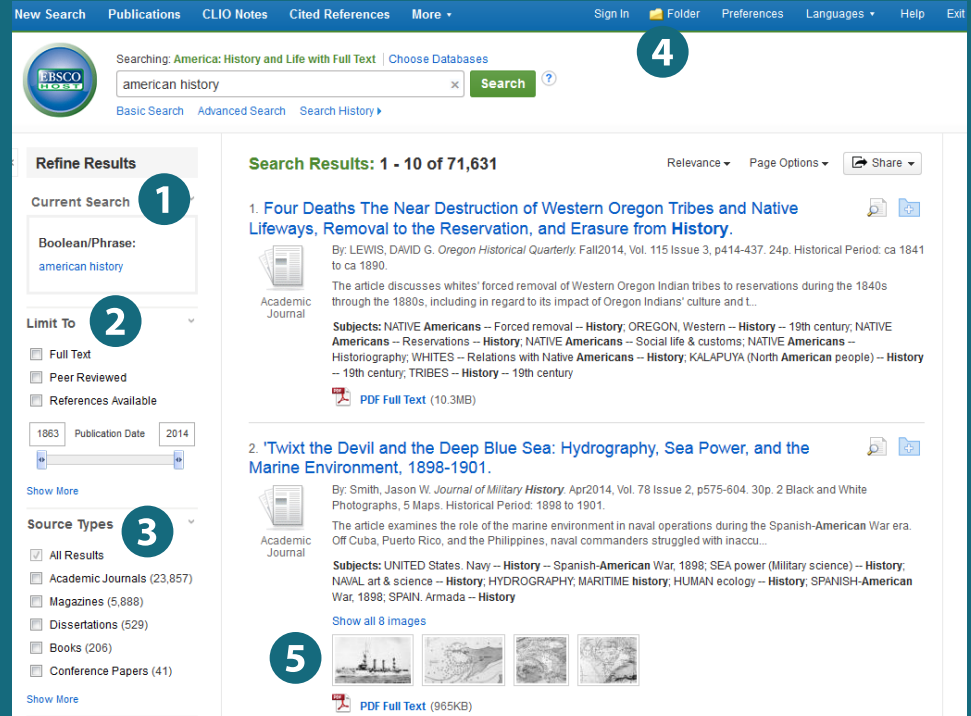 New Search Publications CLIO Notes Cited References More Sign In Folder Preferences Languages Help Exit
4
EBSCO
HOST
Searching: America: History and Life with Full Text Choose Databases
american history × Search ?
Basic Search Advanced Search Search History
Refine Results
Current Search 1
Boolean/Phrase:
american history
Limit To 2
Full Text
Peer Reviewed
References Available
1863 Publication Date 2014
Show More
Source Types 3
All Results
Academic Journals (23,857)
Magazines (5,888)
Dissertations (529)
Books (206)
Conference Papers (41)
Show More
Search Results: 1 - 10 of 71,631 Relevance Page Options Share
1. Four Deaths The Near Destruction of Western Oregon Tribes and Native
Lifeways, Removal to the Reservation, and Erasure from History.
By: LEWIS, DAVID G. Oregon Historical Quarterly. Fall2014, Vol. 115 Issue 3, p414-437. 24p. Historical Period: ca 1841
to ca 1890.
Academic
Journal
The article discusses whites' forced removal of Western Oregon Indian tribes to reservations during the 1840s
through the 1880s, including in regard to its impact of Oregon Indians' culture and t...
Subjects: NATIVE Americans -- Forced removal -- History; OREGON, Western -- History -- 19th century; NATIVE
Americans -- Reservations -- History; NATIVE Americans -- Social life & customs; NATIVE Americans --
Historiography; WHITES -- Relations with Native Americans -- History; KALAPUYA (North American people) -- History
-- 19th century; TRIBES -- History -- 19th century
PDF Full Text (10.3MB)
2. 'Twixt the Devil and the Deep Blue Sea: Hydrography, Sea Power, and the
Marine Environment, 1898-1901.
By: Smith, Jason W. Journal of Military History. Apr2014, Vol. 78 Issue 2, p575-604. 30p. 2 Black and White
Photographs, 5 Maps. Historical Period: 1898 to 1901.
Academic
Journal
The article examines the role of the marine environment in naval operations during the Spanish-American War era.
Off Cuba, Puerto Rico, and the Philippines, naval commanders struggled with inaccu...
Subjects: UNITED States. Navy -- History -- Spanish-American War, 1898; SEA power (Military science) -- History;
NAVAL art & science -- History; HYDROGRAPHY; MARITIME history; HUMAN ecology -- History; SPANISH-American
War, 1898; SPAIN. Armada -- History
Show all 8 images
5
PDF Full Text (965KB)